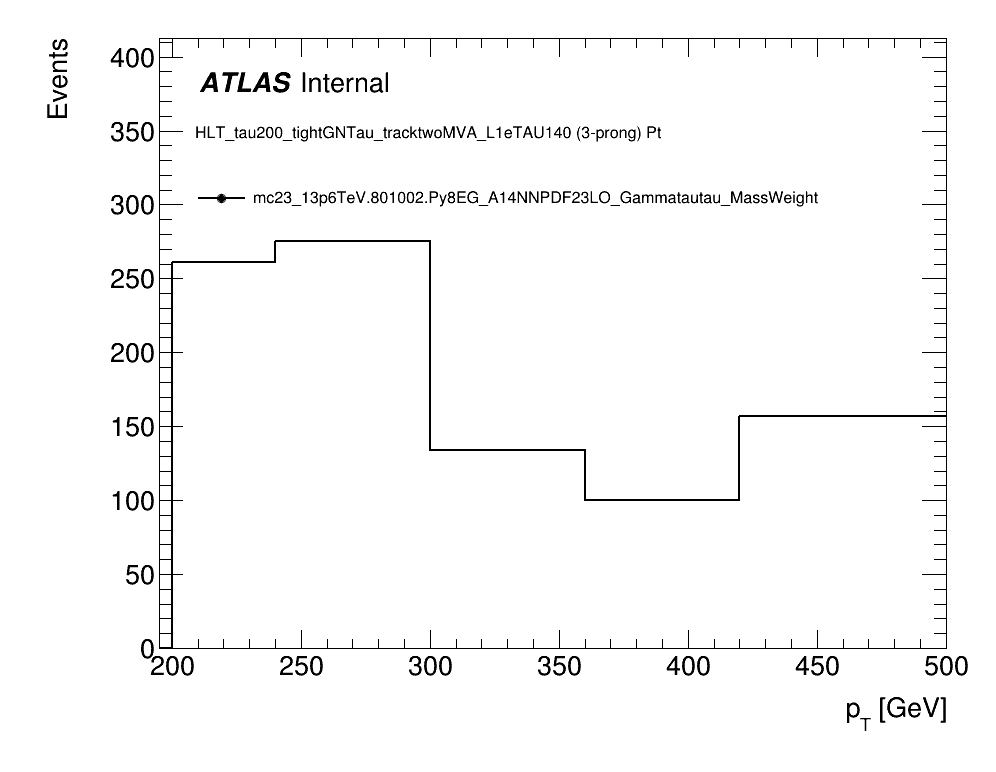 Events
400
350
300
250
200
150
100
50
0
ATLAS Internal
HLT_tau200_tightGNTau_tracktwoMVA_L1eTAU140 (3-prong) Pt
mc23_13p6TeV.801002.Py8EG_A14NNPDF23LO_Gammatautau_MassWeight
200 250 300 350 400 450 500
p_T [GeV]